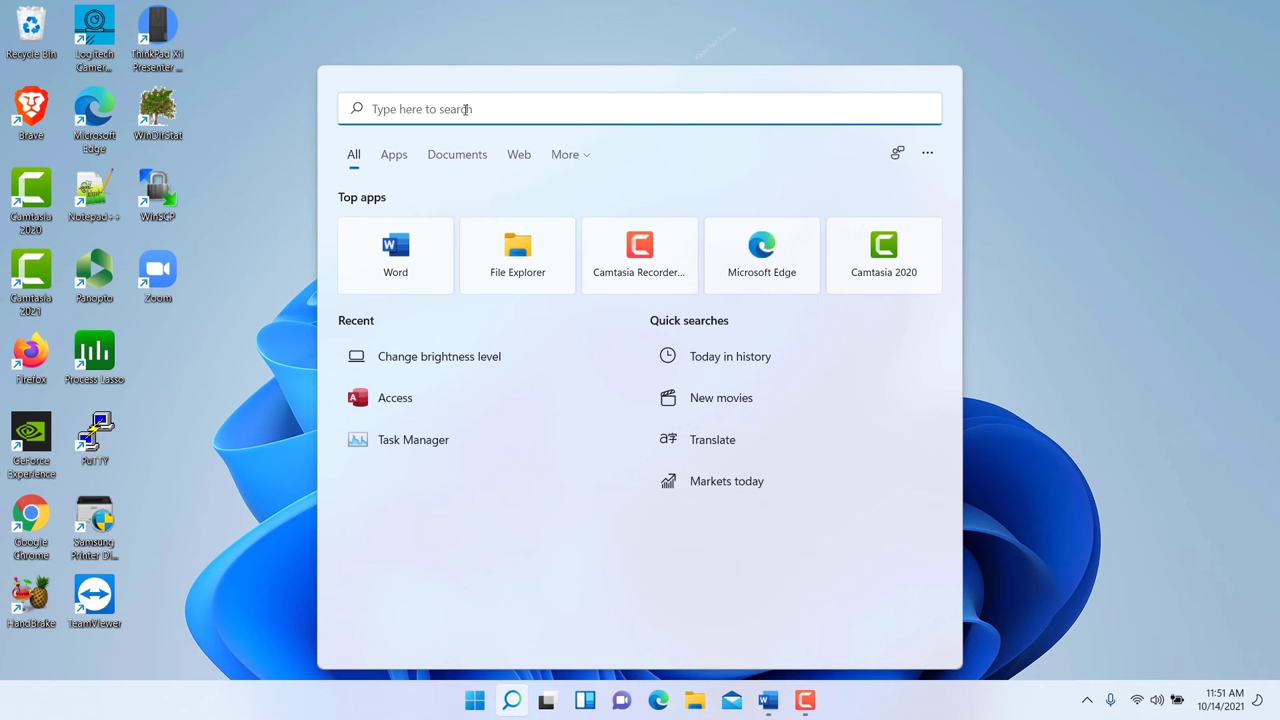 Recycle Bin
Logitech
Camer...
ThinkPad X1
Presenter ...
Brave
Microsoft
Edge
WinDirStat
Camtasia
2020
Notepad++
WinSCP
Camtasia
2021
Panopto
Zoom
Firefox
Process Lasso
GeForce
Experience
PuTTY
Google
Chrome
Samsung
Printer Di...
HandBrake
TeamViewer
Type here to search
All
Apps
Documents
Web
More
Top apps
Word
File Explorer
Camtasia Recorder...
Microsoft Edge
Camtasia 2020
Recent
Quick searches
Change brightness level
Today in history
Access
New movies
Task Manager
Translate
Markets today
11:51 AM
10/14/2021